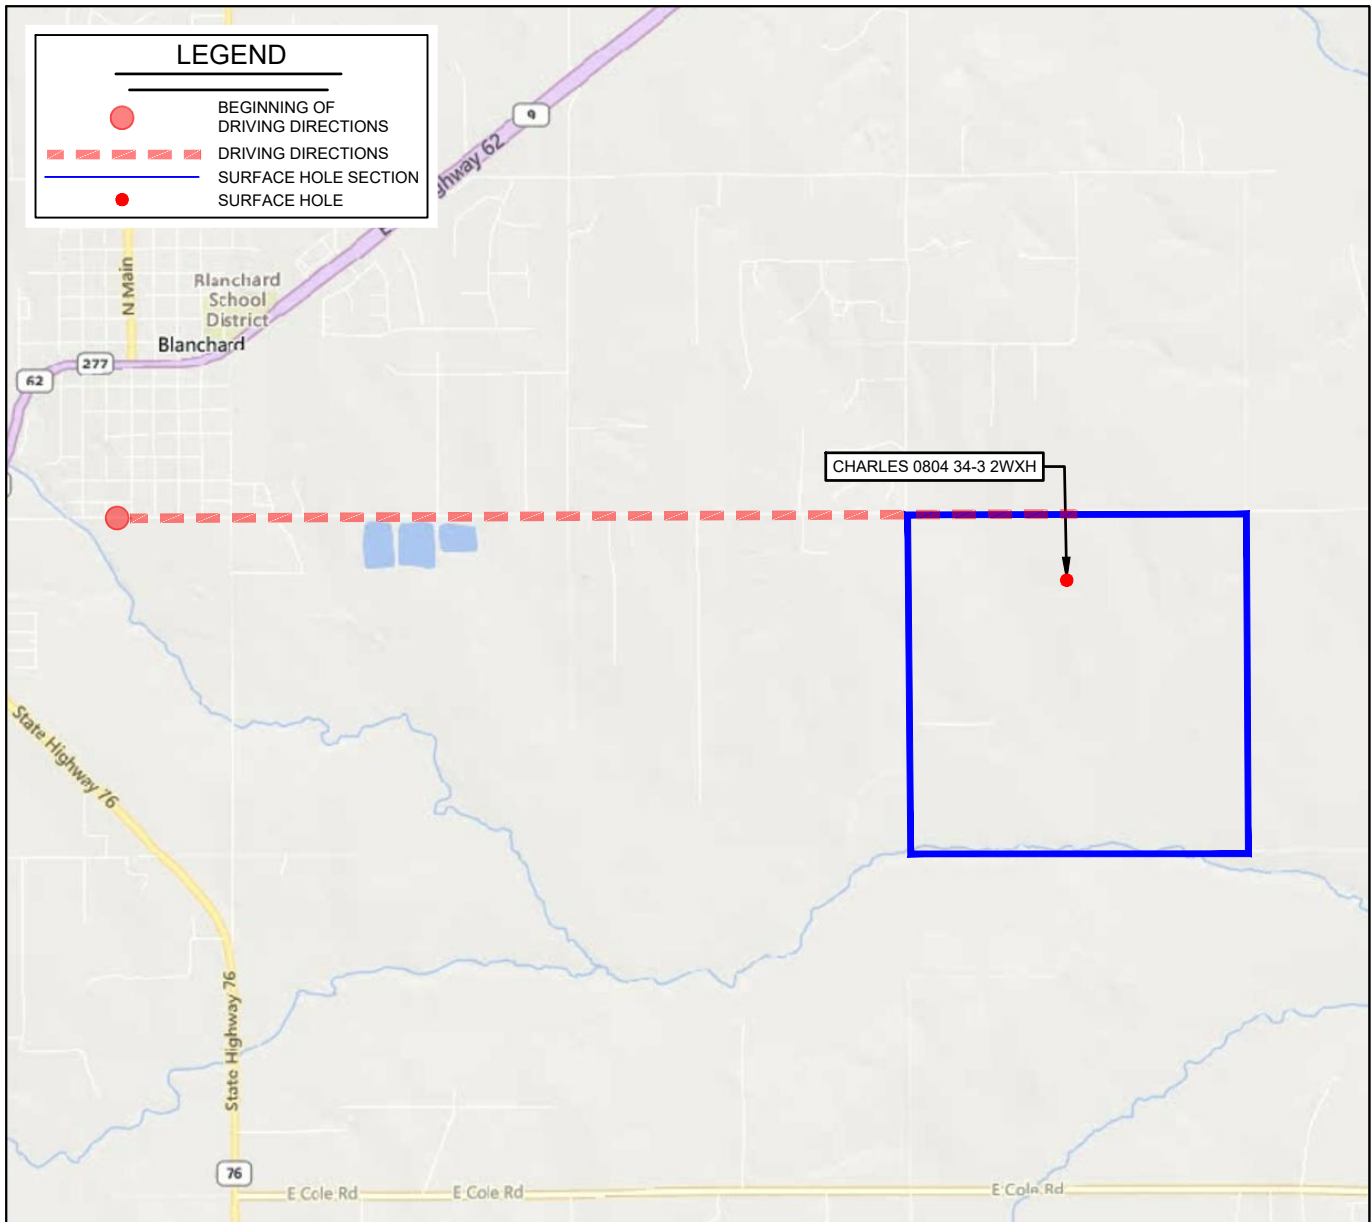 LEGEND
BEGINNING OF
DRIVING DIRECTIONS
DRIVING DIRECTIONS
SURFACE HOLE SECTION
SURFACE HOLE
9
ghway 62
N Main
Blanchard
School
District
Blanchard
277
62
CHARLES 0804 34-3 2WXH
State Highway 76
State Highway 76
76
E Cole Rd
E Cole Rd
E Cole Rd